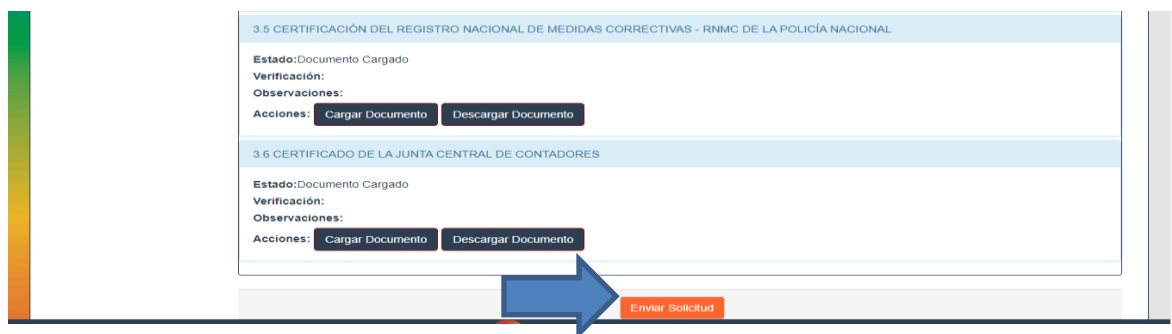 3.5 CERTIFICACIÓN DEL REGISTRO NACIONAL DE MEDIDAS CORRECTIVAS - RNMC DE LA POLICÍA NACIONAL
Estado:Documento Cargado
Verificación:
Observaciones:
Acciones: Cargar Documento Descargar Documento
3.6 CERTIFICADO DE LA JUNTA CENTRAL DE CONTADORES
Estado:Documento Cargado
Verificación:
Observaciones:
Acciones: Cargar Documento Descargar Documento
Enviar Solicitud